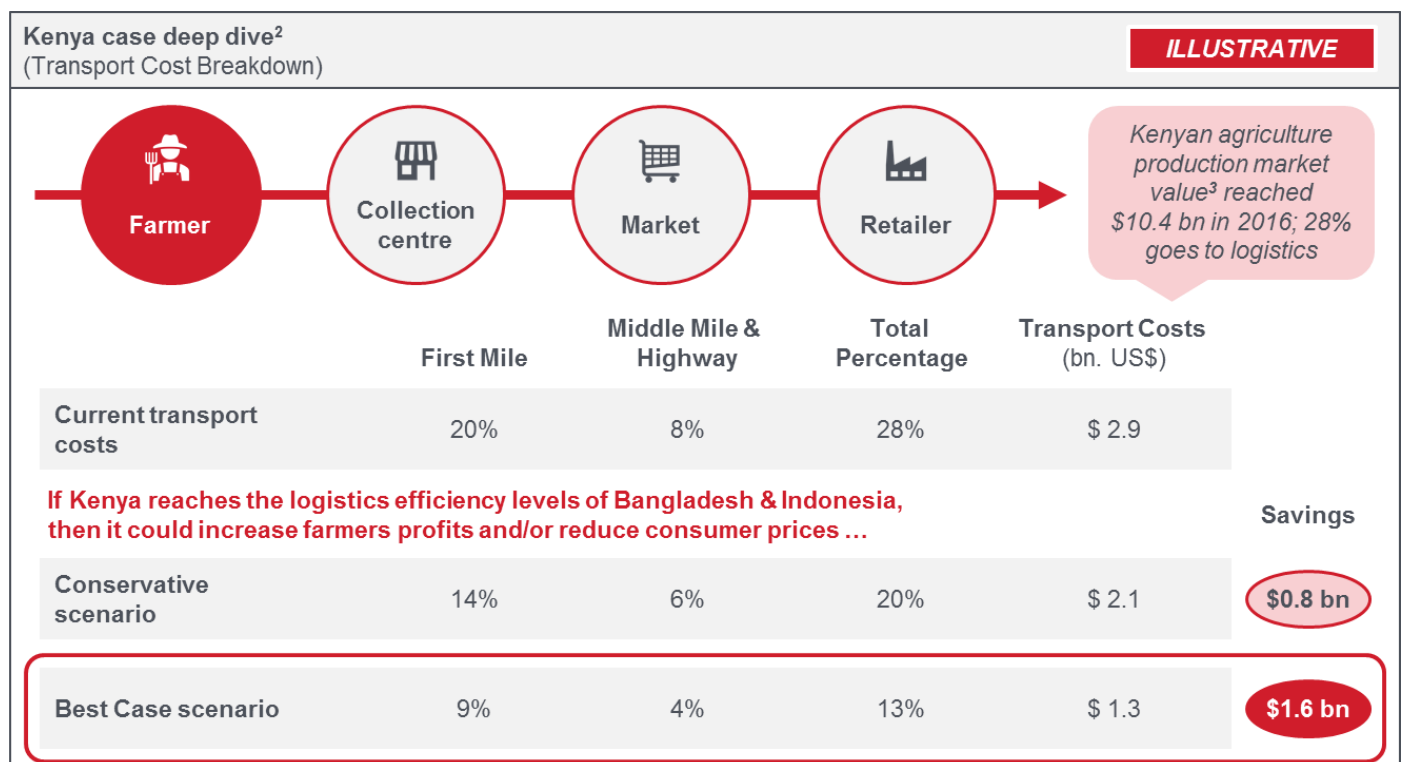 Kenya case deep dive²
(Transport Cost Breakdown)
ILLUSTRATIVE
Farmer
Collection
centre
Market
Retailer
Kenyan agriculture
production market
value³ reached
$10.4 bn in 2016; 28%
goes to logistics
First Mile
Middle Mile &
Highway
Total
Percentage
Transport Costs
(bn. US$)
Current transport
costs
20%
8%
28%
$ 2.9
If Kenya reaches the logistics efficiency levels of Bangladesh & Indonesia,
then it could increase farmers profits and/or reduce consumer prices ...
Savings
Conservative
scenario
14%
6%
20%
$ 2.1
$0.8 bn
Best Case scenario
9%
4%
13%
$ 1.3
$1.6 bn